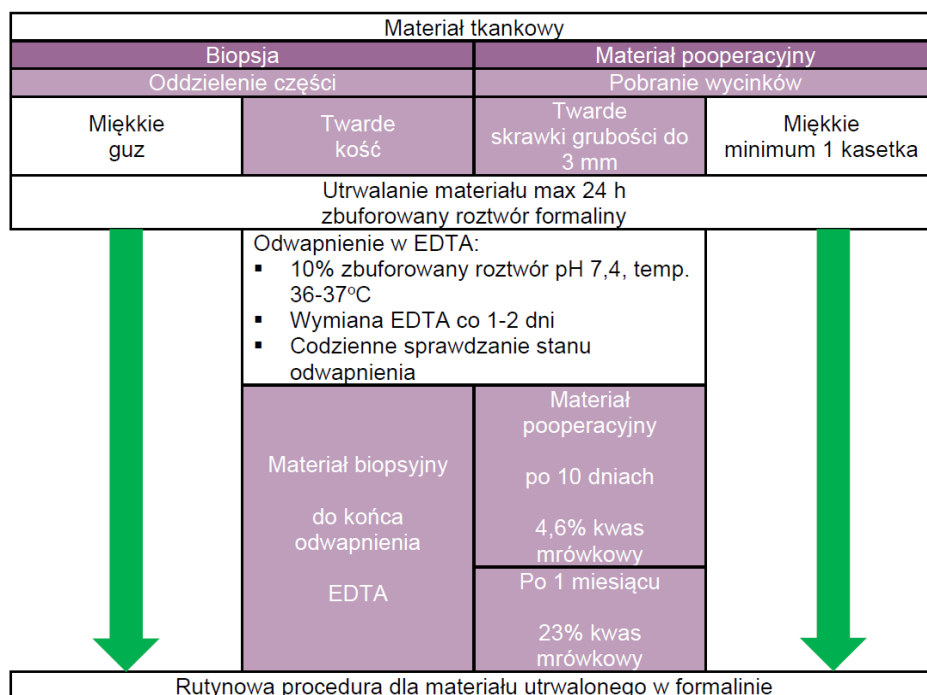 Materiał tkankowy
Biopsja
Materiał pooperacyjny
Oddzielenie części
Pobranie wycinków
Miękkie
guz
Twarde
kość
Twarde
skrawki grubości do
3 mm
Miękkie
minimum 1 kasetka
Utrwalanie materiału max 24 h
zbuforowany roztwór formaliny
Odwapnienie w EDTA:
▪ 10% zbuforowany roztwór pH 7,4, temp.
36-37°C
▪ Wymiana EDTA co 1-2 dni
▪ Codzienne sprawdzanie stanu
odwapnienia
Materiał biopsyjny
do końca
odwapnienia
EDTA
Materiał
pooperacyjny
po 10 dniach
4,6% kwas
mrówkowy
Po 1 miesiącu
23% kwas
mrówkowy
Rutynowa procedura dla materiału utrwalonego w formalinie